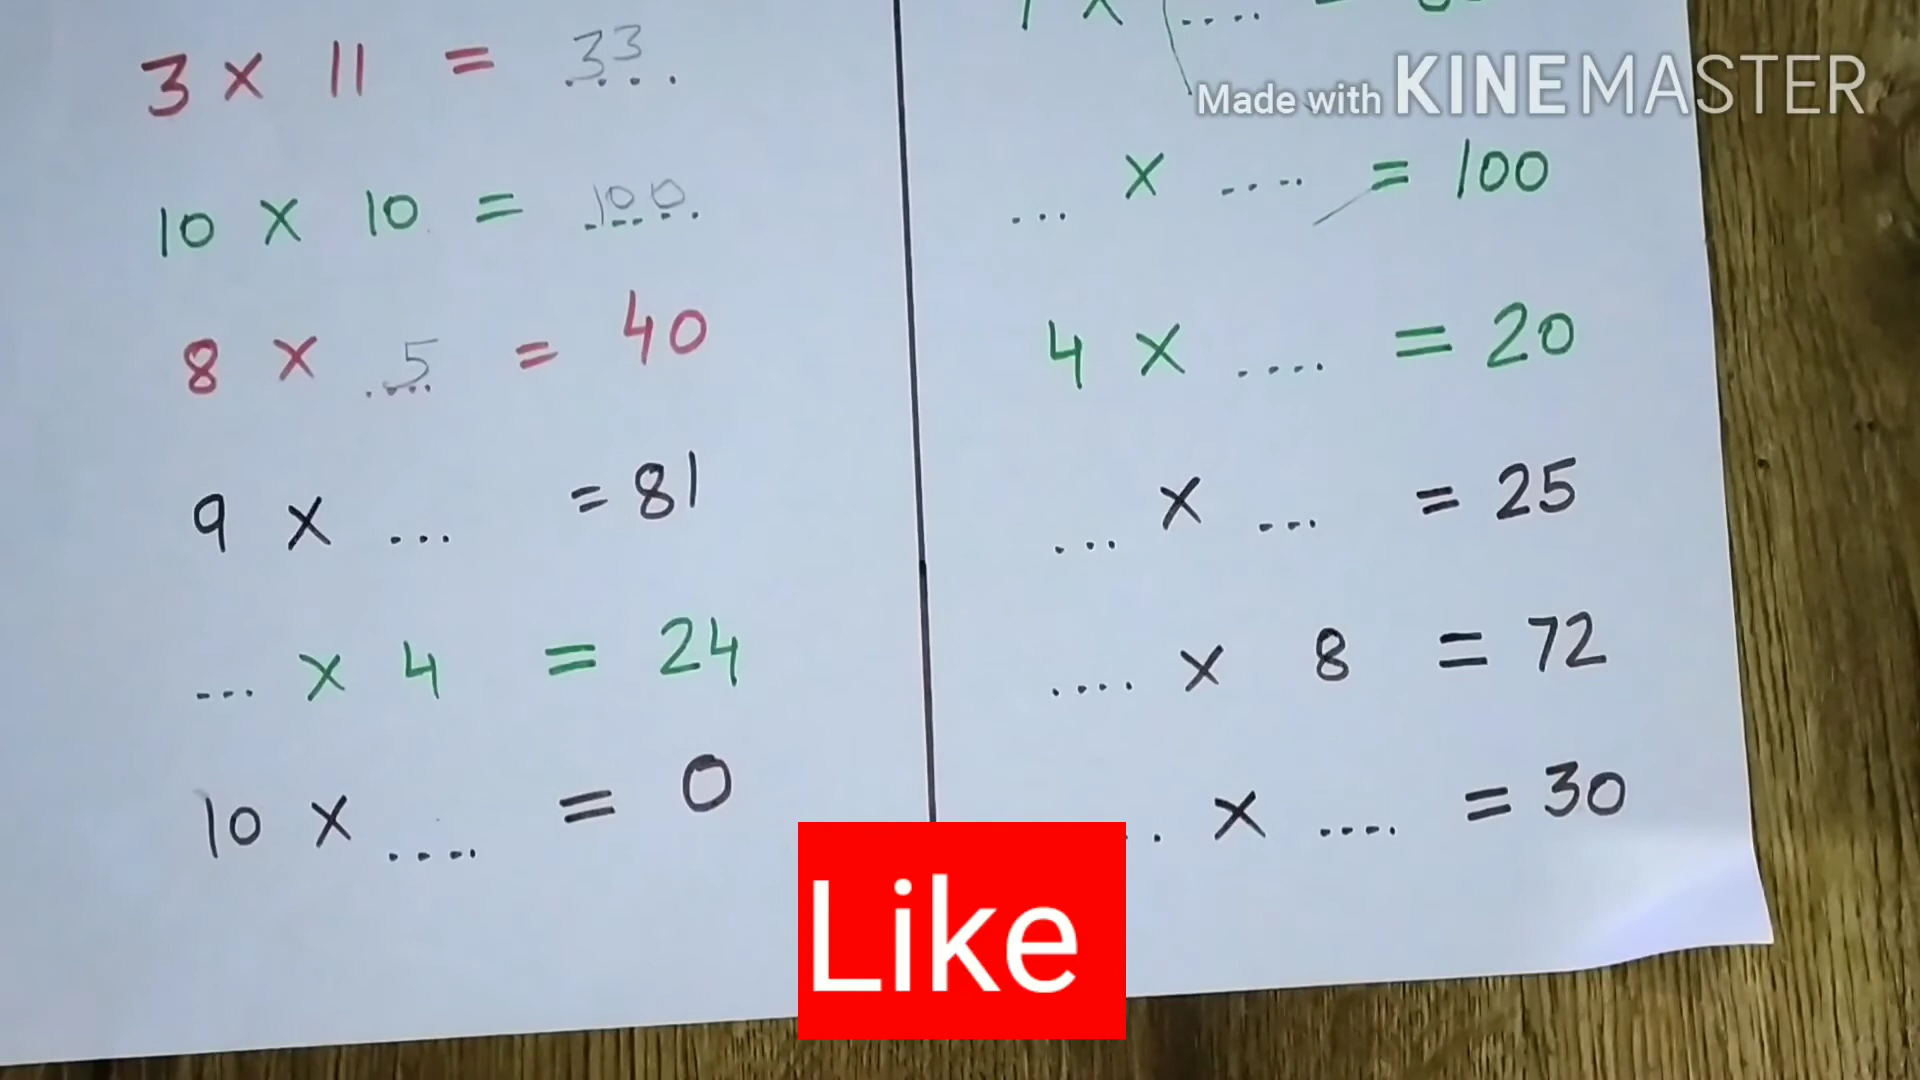 3 × 11 = 33
10 × 10 = 100
8 × 5 = 40
9 × ... = 81
... × 4 = 24
10 × .... = 0
Made with KINEMASTER
... × .... = 100
4 × .... = 20
... × ... = 25
.... × 8 = 72
.. × .... = 30
Like